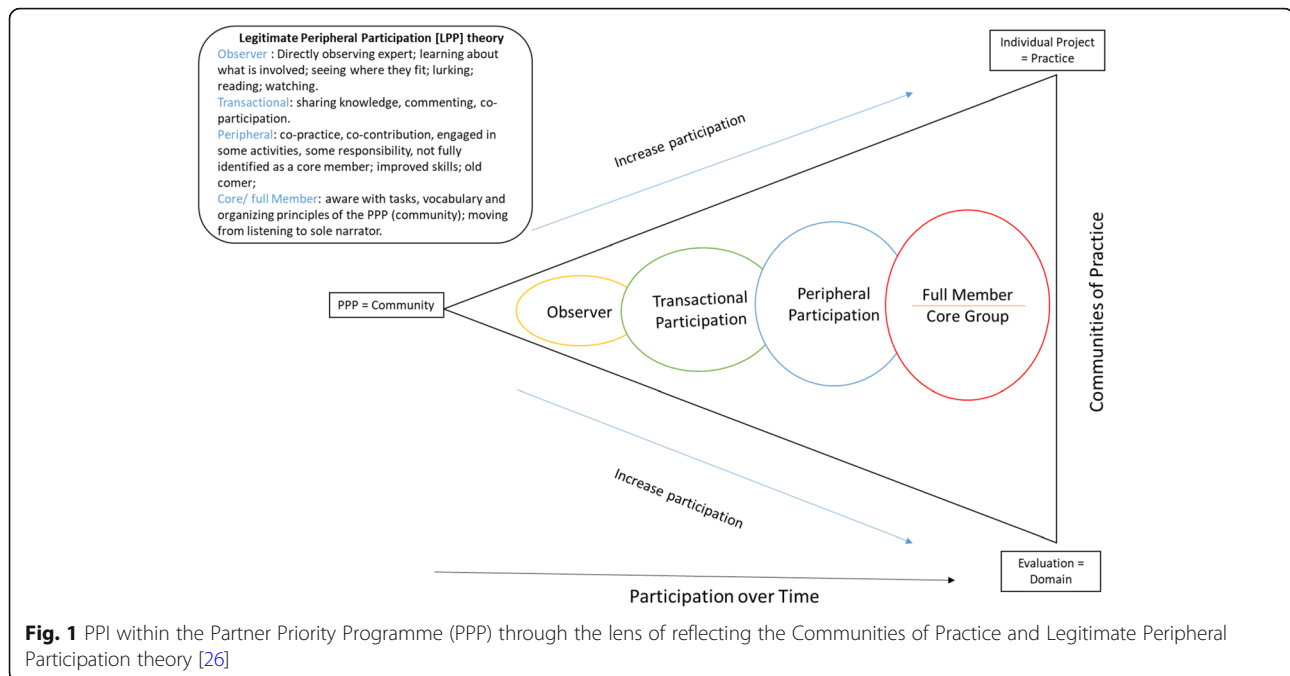 Legitimate Peripheral Participation [LPP] theory
Observer : Directly observing expert; learning about
what is involved; seeing where they fit; lurking;
reading; watching.
Transactional: sharing knowledge, commenting, co-
participation.
Peripheral: co-practice, co-contribution, engaged in
some activities, some responsibility, not fully
identified as a core member; improved skills; old
comer;
Core/ full Member: aware with tasks, vocabulary and
organizing principles of the PPP (community); moving
from listening to sole narrator.
Individual Project
= Practice
Increase participation
PPP = Community
Observer
Transactional
Participation
Peripheral
Participation
Full Member
Core Group
Communities of Practice
Increase participation
Evaluation =
Domain
Participation over Time
Fig. 1 PPI within the Partner Priority Programme (PPP) through the lens of reflecting the Communities of Practice and Legitimate Peripheral
Participation theory [26]